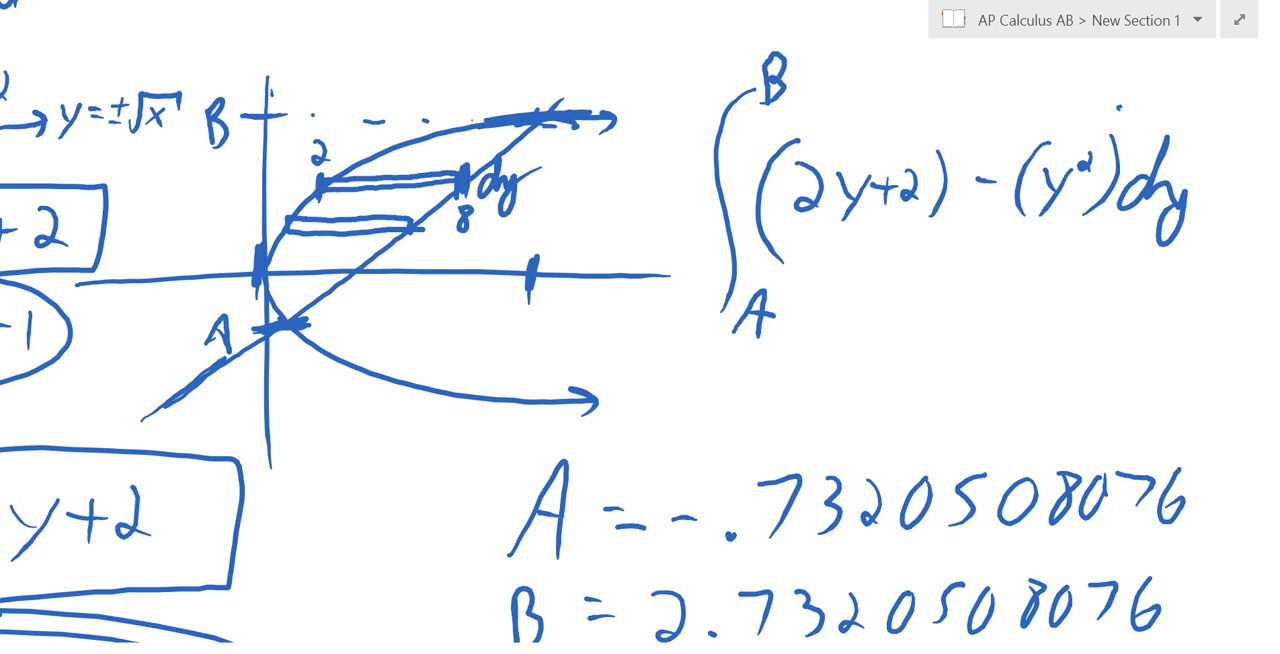 AP Calculus AB > New Section 1
→ y = ±√x
B
2
dy
8
A
+ 2
- 1
y+2
B
∫
A
(2y+2) - (y²) dy
A = -.7320508076
B = 2.7320508076